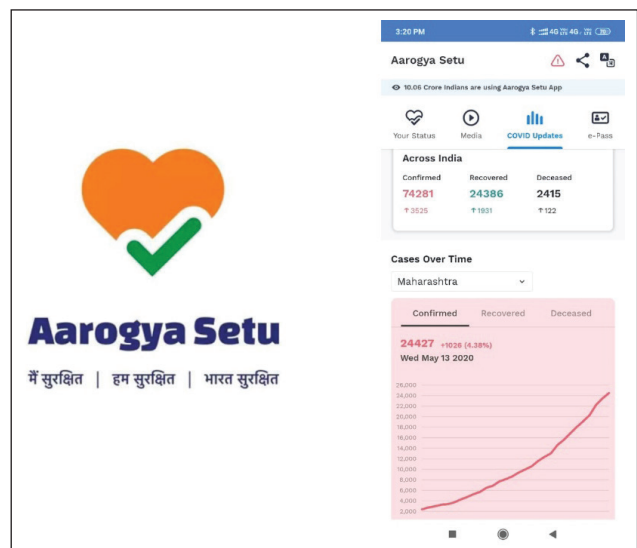 Aarogya Setu
मैं सुरक्षित | हम सुरक्षित | भारत सुरक्षित
3:20 PM
4G 4G
Aarogya Setu
10.06 Crore Indians are using Aarogya Setu App
Your Status Media COVID Updates e-Pass
Across India
Confirmed Recovered Deceased
74281 24386 2415
↑3525 ↑1931 ↑122
Cases Over Time
Maharashtra
Confirmed Recovered Deceased
24427 +1026 (4.38%)
Wed May 13 2020
26,000
24,000
22,000
20,000
18,000
16,000
14,000
12,000
10,000
8,000
6,000
4,000
2,000